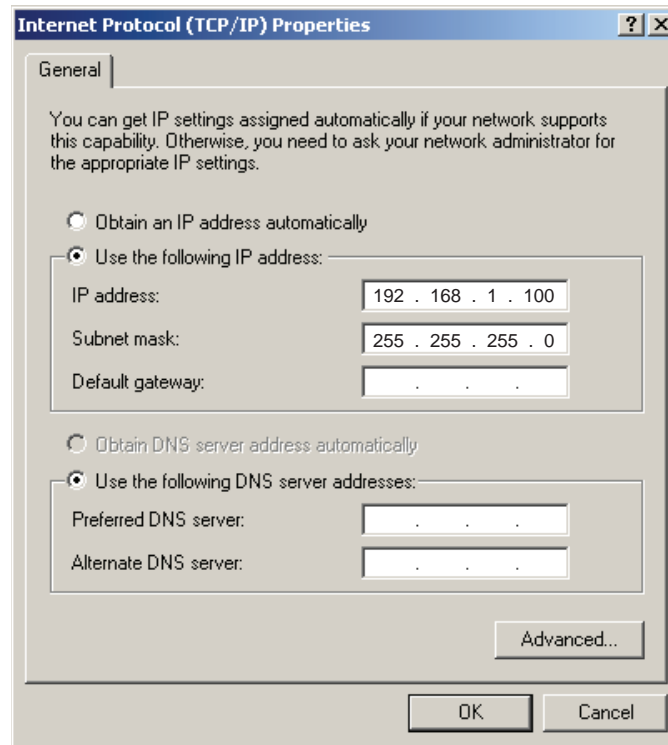 Internet Protocol (TCP/IP) Properties ? X
General
You can get IP settings assigned automatically if your network supports
this capability. Otherwise, you need to ask your network administrator for
the appropriate IP settings.
Obtain an IP address automatically
Use the following IP address:
IP address: 192 . 168 . 1 . 100
Subnet mask: 255 . 255 . 255 . 0
Default gateway: . . .
Obtain DNS server address automatically
Use the following DNS server addresses:
Preferred DNS server: . . .
Alternate DNS server: . . .
Advanced...
OK Cancel